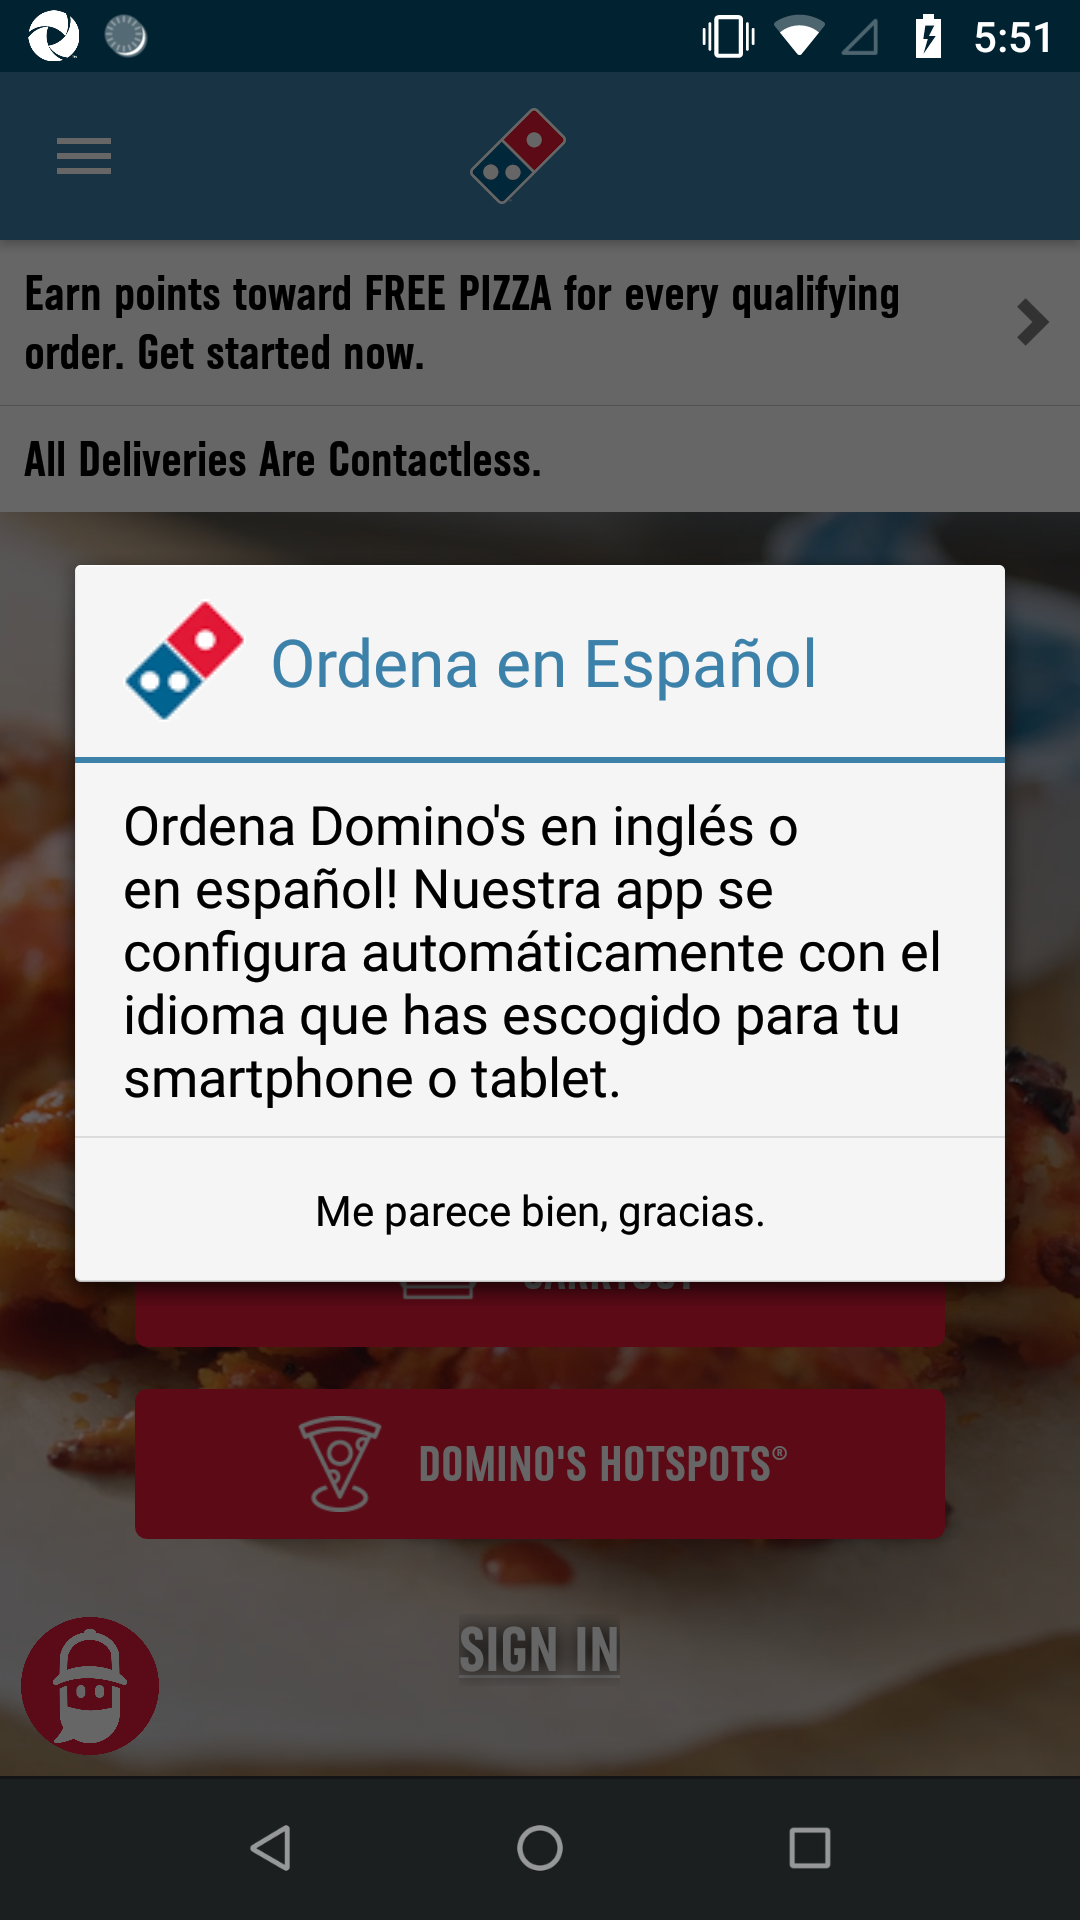 5:51
Earn points toward FREE PIZZA for every qualifying
order. Get started now.
All Deliveries Are Contactless.
Ordena en Español
Ordena Domino's en inglés o
en español! Nuestra app se
configura automáticamente con el
idioma que has escogido para tu
smartphone o tablet.
Me parece bien, gracias.
DOMINO'S HOTSPOTS®
SIGN IN